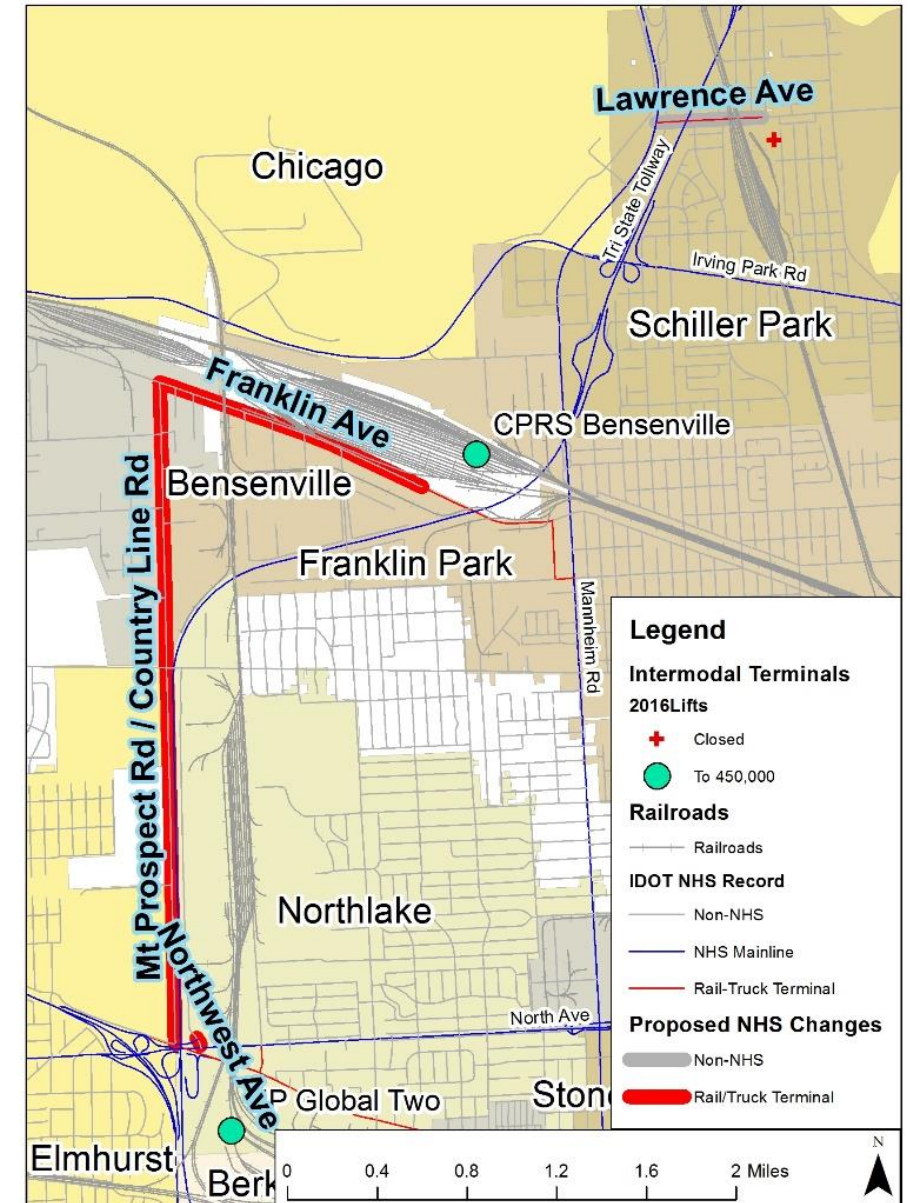 Lawrence Ave
Chicago
Tri State Tollway
Irving Park Rd
Schiller Park
Franklin Ave
CPRS Bensenville
Bensenville
Mt Prospect Rd / Country Line Rd
Franklin Park
Mannheim Rd
Northlake
Northwest Ave
North Ave
P Global Two
Ston
Elmhurst
Berk
Legend
Intermodal Terminals
2016Lifts
Closed
To 450,000
Railroads
Railroads
IDOT NHS Record
Non-NHS
NHS Mainline
Rail-Truck Terminal
Proposed NHS Changes
Non-NHS
Rail/Truck Terminal
N
0 0.4 0.8 1.2 1.6 2 Miles